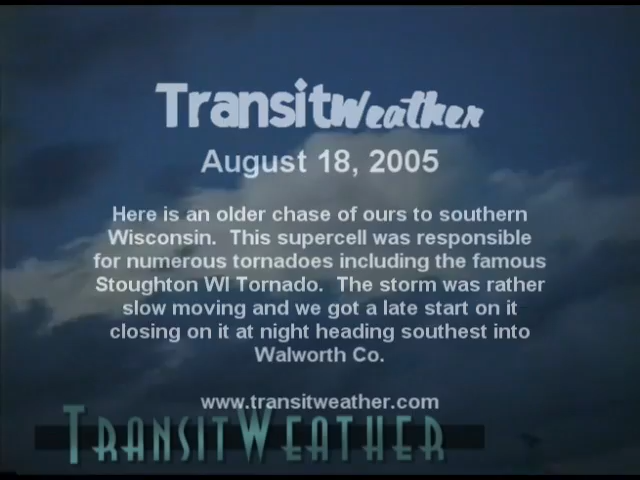 TransitWeather
August 18, 2005
Here is an older chase of ours to southern
Wisconsin. This supercell was responsible
for numerous tornadoes including the famous
Stoughton WI Tornado. The storm was rather
slow moving and we got a late start on it
closing on it at night heading southest into
Walworth Co.
www.transitweather.com
TRANSITWEATHER